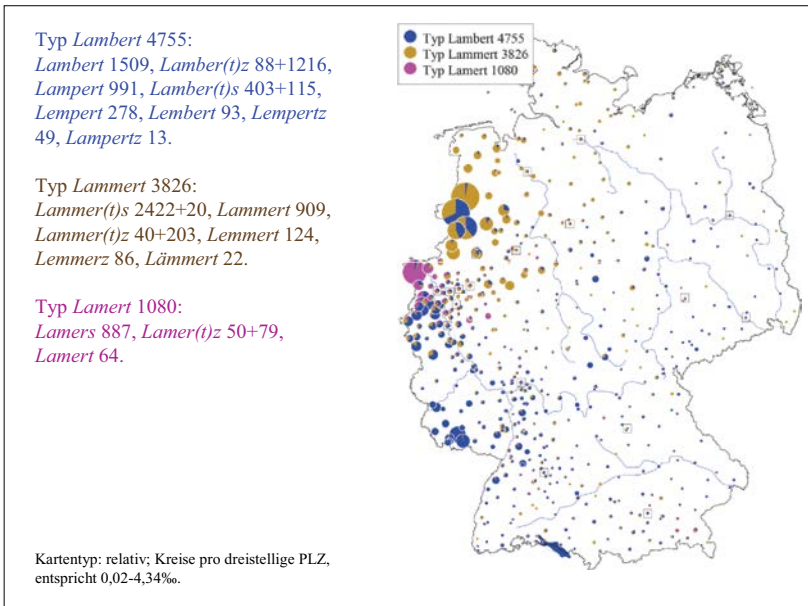 Typ Lambert 4755:
Lambert 1509, Lamber(t)z 88+1216,
Lampert 991, Lamber(t)s 403+115,
Lempert 278, Lembert 93, Lempertz
49, Lampertz 13.
Typ Lammert 3826:
Lammer(t)s 2422+20, Lammert 909,
Lammer(t)z 40+203, Lemmert 124,
Lemmerz 86, Lämmert 22.
Typ Lamert 1080:
Lamers 887, Lamer(t)z 50+79,
Lamert 64.
Kartentyp: relativ; Kreise pro dreistellige PLZ,
entspricht 0,02-4,34‰.
Typ Lambert 4755
Typ Lammert 3826
Typ Lamert 1080